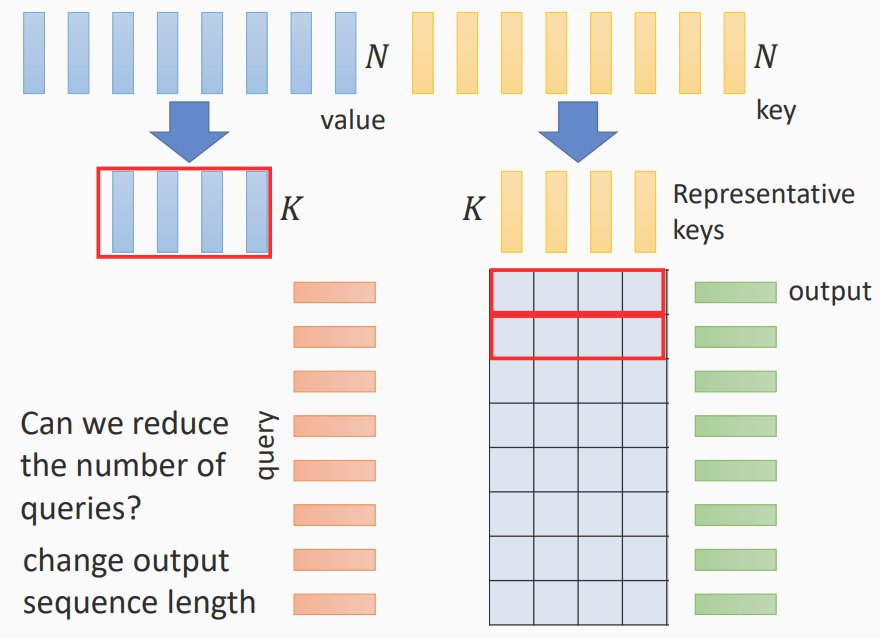 N
value
N
key
K
K
Representative
keys
output
query
Can we reduce
the number of
queries?
change output
sequence length